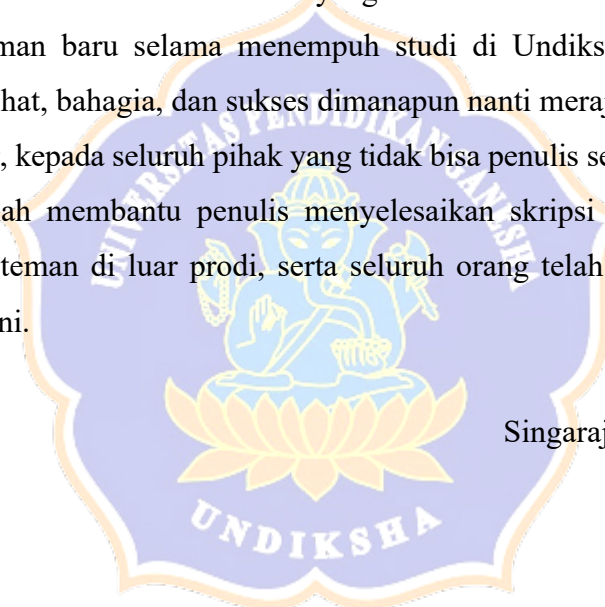 man baru selama menempuh studi di Undiks
hat, bahagia, dan sukses dimanapun nanti mera
, kepada seluruh pihak yang tidak bisa penulis se
lah membantu penulis menyelesaikan skripsi
teman di luar prodi, serta seluruh orang telah
ni.
UNIVERSITAS PENDIDIKAN GANESHA
Singaraj
UNDIKSHA